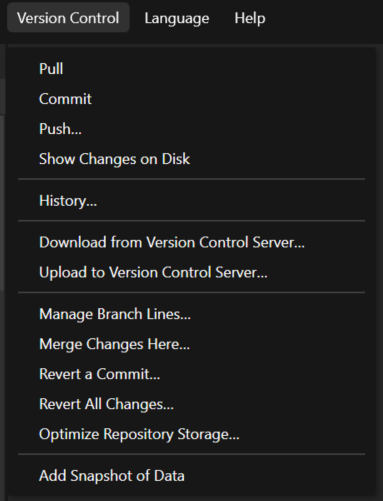 Version Control Language Help
Pull
Commit
Push...
Show Changes on Disk
History...
Download from Version Control Server...
Upload to Version Control Server...
Manage Branch Lines...
Merge Changes Here...
Revert a Commit...
Revert All Changes...
Optimize Repository Storage...
Add Snapshot of Data